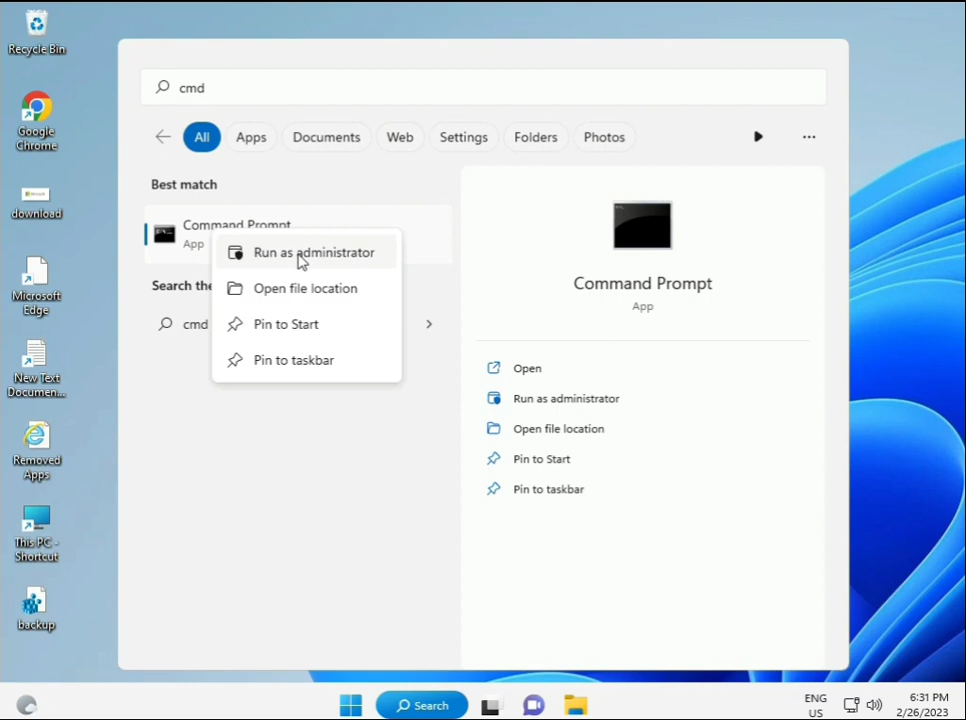 Recycle Bin
Google
Chrome
download
Microsoft
Edge
New Text
Documen...
Removed
Apps
This PC -
Shortcut
backup
cmd
All
Apps
Documents
Web
Settings
Folders
Photos
Best match
Command Prompt
App
Run as administrator
Open file location
Pin to Start
Pin to taskbar
Search the
cmd
Command Prompt
App
Open
Run as administrator
Open file location
Pin to Start
Pin to taskbar
Search
ENG
US
6:31 PM
2/26/2023